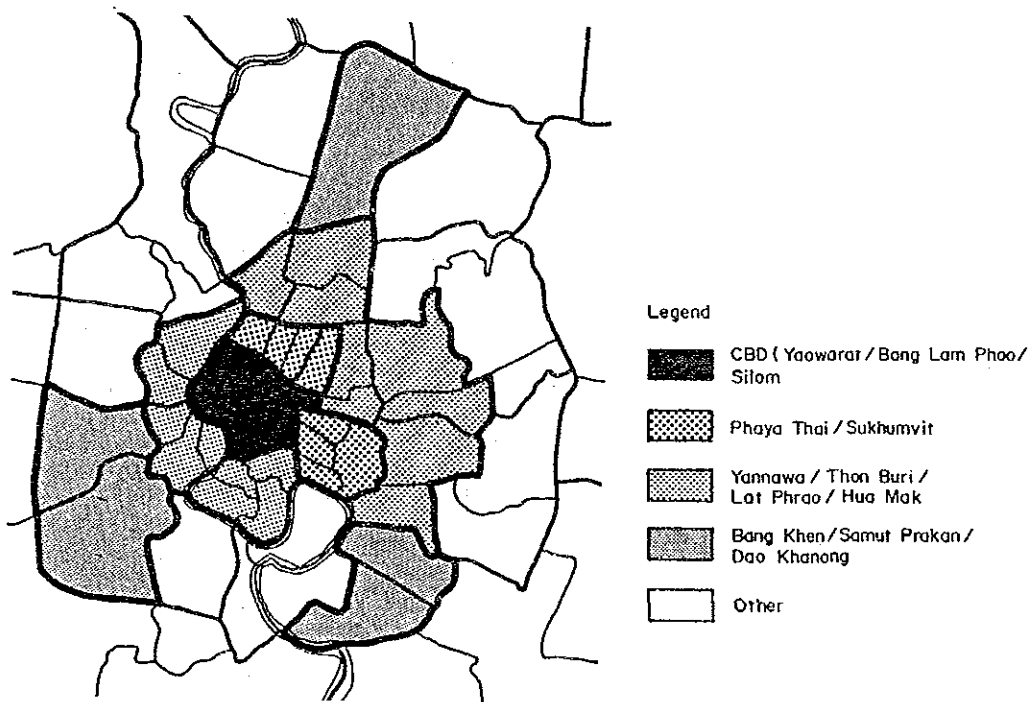 Legend
CBD ( Yaowarat / Bang Lam Phoo /
Silom
Phaya Thai / Sukhumvit
Yannawa / Thon Buri /
Lat Phrao / Hua Mak
Bang Khen / Samut Prakan /
Dao Khanong
Other